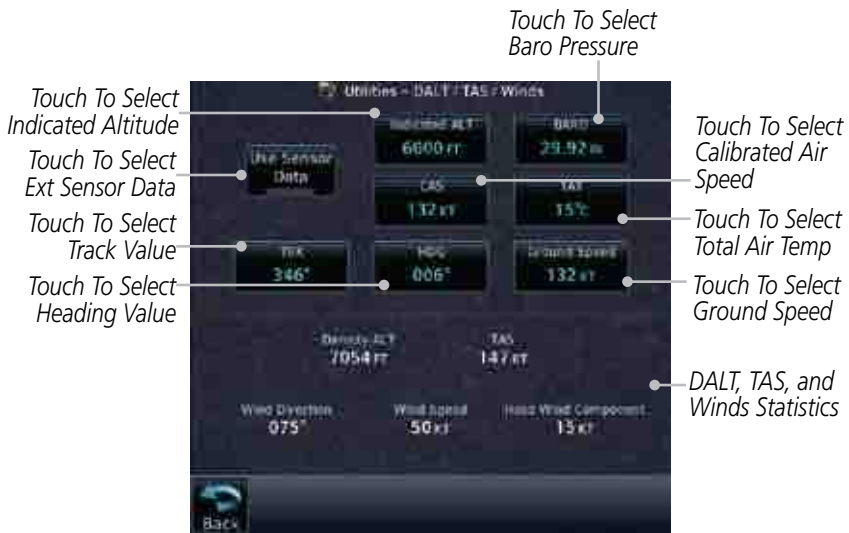 Touch To Select
Baro Pressure
Touch To Select
Indicated Altitude
Touch To Select
Ext Sensor Data
Touch To Select
Track Value
Touch To Select
Heading Value
Utilities – DALT / TAS / Winds
Use Sensor
Data
Indicated ALT
6600 FT
BARO
29.92 IN
CAS
132 KT
TAT
15°C
TRK
346°
HDG
006°
Ground Speed
132 KT
Density ALT
7054 FT
TAS
147 KT
Wind Direction
075°
Wind Speed
50 KT
Head Wind Component
15 KT
Back
Touch To Select
Calibrated Air
Speed
Touch To Select
Total Air Temp
Touch To Select
Ground Speed
DALT, TAS, and
Winds Statistics